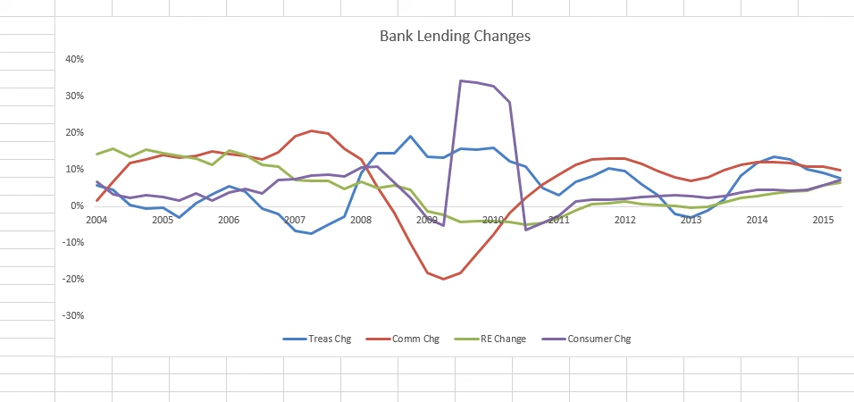 Bank Lending Changes
40%
30%
20%
10%
0%
-10%
-20%
-30%
2004 2005 2006 2007 2008 2009 2010 2011 2012 2013 2014 2015
Treas Chg Comm Chg RE Change Consumer Chg